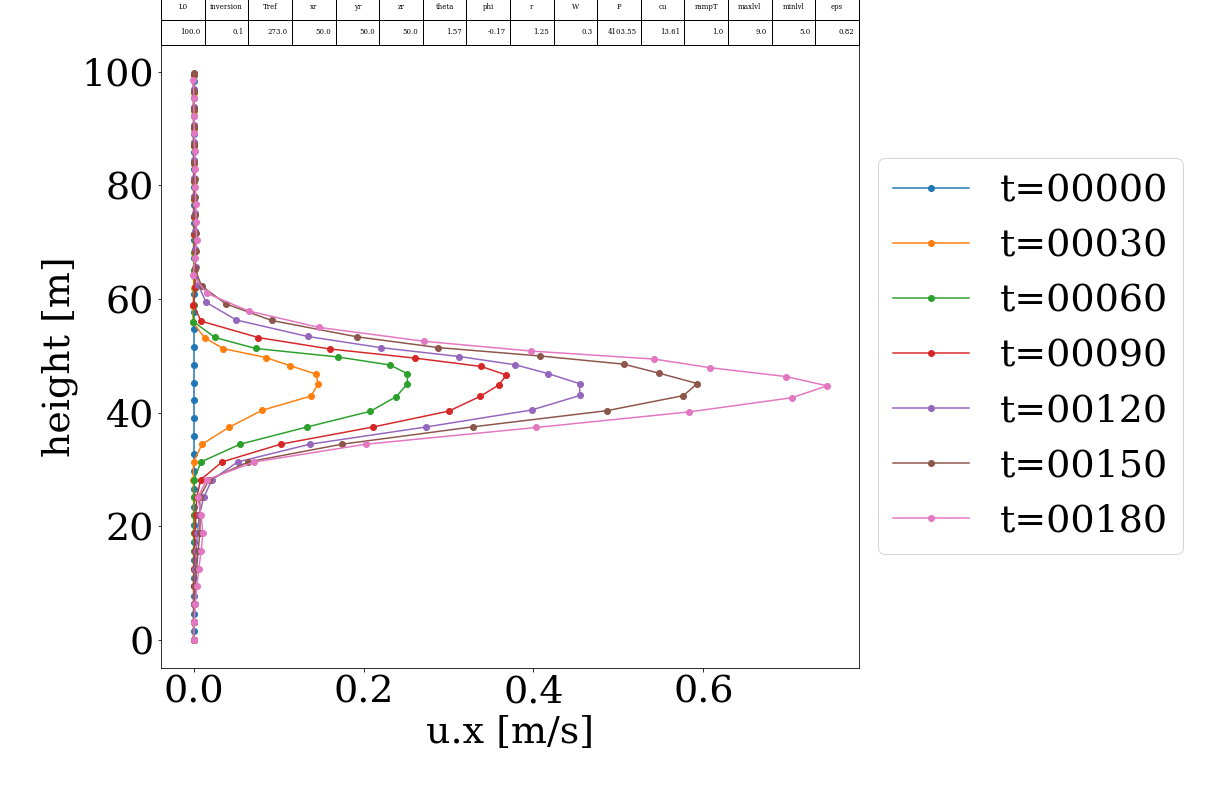 L0 inversion Tref xr yr zr theta phi r W P cu rampT maxlvl minlvl eps
100.0 0.1 273.0 50.0 50.0 50.0 1.57 -0.17 1.25 0.3 4103.55 13.61 1.0 9.0 5.0 0.82
100
80
60
40
20
0
height [m]
0.0 0.2 0.4 0.6
u.x [m/s]
t=00000
t=00030
t=00060
t=00090
t=00120
t=00150
t=00180